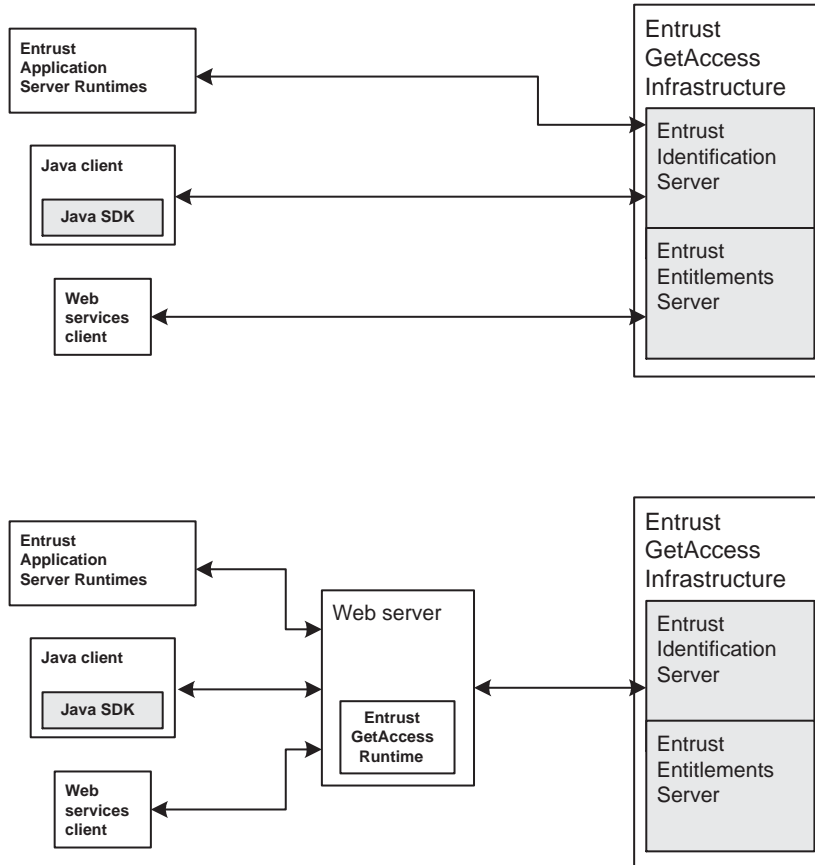 Entrust
Application
Server Runtimes
Java client
Java SDK
Web
services
client
Entrust
GetAccess
Infrastructure
Entrust
Identification
Server
Entrust
Entitlements
Server
Entrust
Application
Server Runtimes
Java client
Java SDK
Web
services
client
Web server
Entrust
GetAccess
Runtime
Entrust
GetAccess
Infrastructure
Entrust
Identification
Server
Entrust
Entitlements
Server